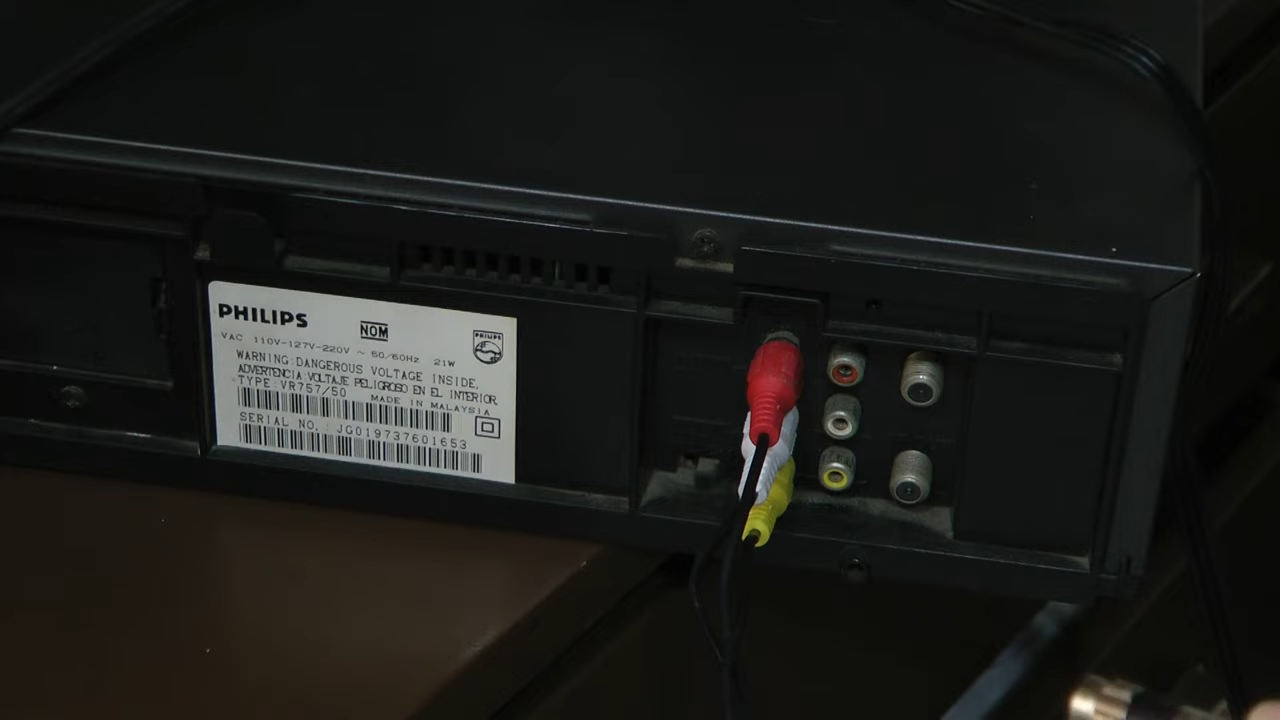 PHILIPS
NOM
PHILIPS
VAC 110V-127V-220V ~ 50/60Hz 21W
WARNING:DANGEROUS VOLTAGE INSIDE,
ADVERTENCIA:VOLTAJE PELIGROSO EN EL INTERIOR.
TYPE:VR757/50 MADE IN MALAYSIA
SERIAL NO. : JG019737601653